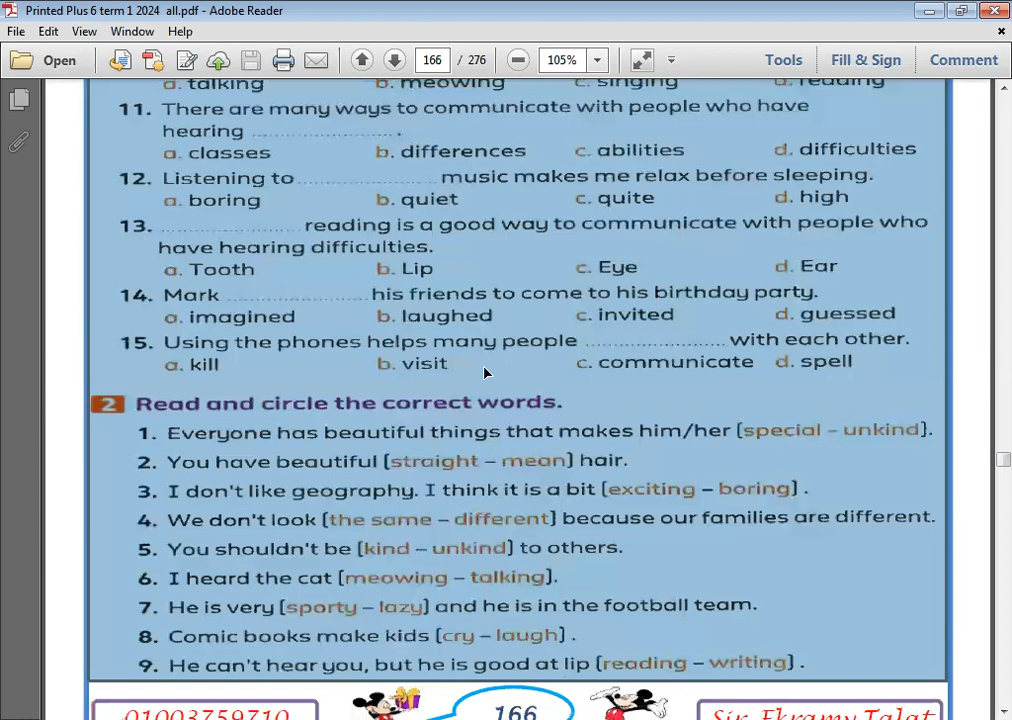 Printed Plus 6 term 1 2024 all.pdf - Adobe Reader
File Edit View Window Help
Open 166 / 276 105% Tools Fill & Sign Comment
a. talking b. meowing c. singing d. reading
11. There are many ways to communicate with people who have
hearing ........................ .
a. classes b. differences c. abilities d. difficulties
12. Listening to ........................ music makes me relax before sleeping.
a. boring b. quiet c. quite d. high
13. ........................ reading is a good way to communicate with people who
have hearing difficulties.
a. Tooth b. Lip c. Eye d. Ear
14. Mark ........................ his friends to come to his birthday party.
a. imagined b. laughed c. invited d. guessed
15. Using the phones helps many people ........................ with each other.
a. kill b. visit c. communicate d. spell
2 Read and circle the correct words.
1. Everyone has beautiful things that makes him/her (special – unkind).
2. You have beautiful (straight – mean) hair.
3. I don't like geography. I think it is a bit (exciting – boring) .
4. We don't look (the same – different) because our families are different.
5. You shouldn't be (kind – unkind) to others.
6. I heard the cat (meowing – talking).
7. He is very (sporty – lazy) and he is in the football team.
8. Comic books make kids (cry – laugh) .
9. He can't hear you, but he is good at lip (reading – writing) .
01003759710 166 Sir. Ekramy Talat